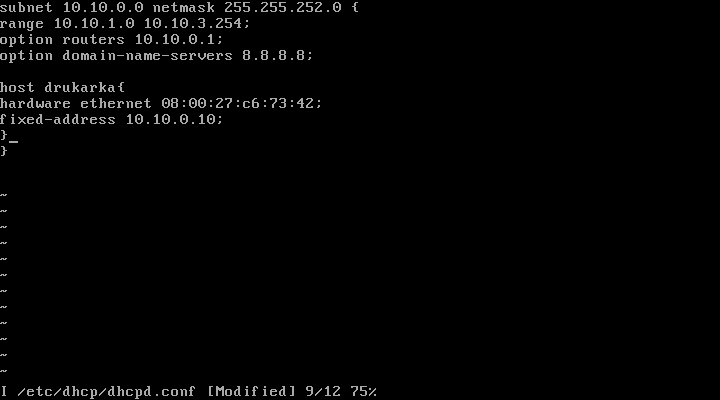 subnet 10.10.0.0 netmask 255.255.252.0 {
range 10.10.1.0 10.10.3.254;
option routers 10.10.0.1;
option domain-name-servers 8.8.8.8;
host drukarka{
hardware ethernet 08:00:27:c6:73:42;
fixed-address 10.10.0.10;
}_
}
~
~
~
~
~
~
~
~
~
~
~
~
I /etc/dhcp/dhcpd.conf [Modified] 9/12 75%